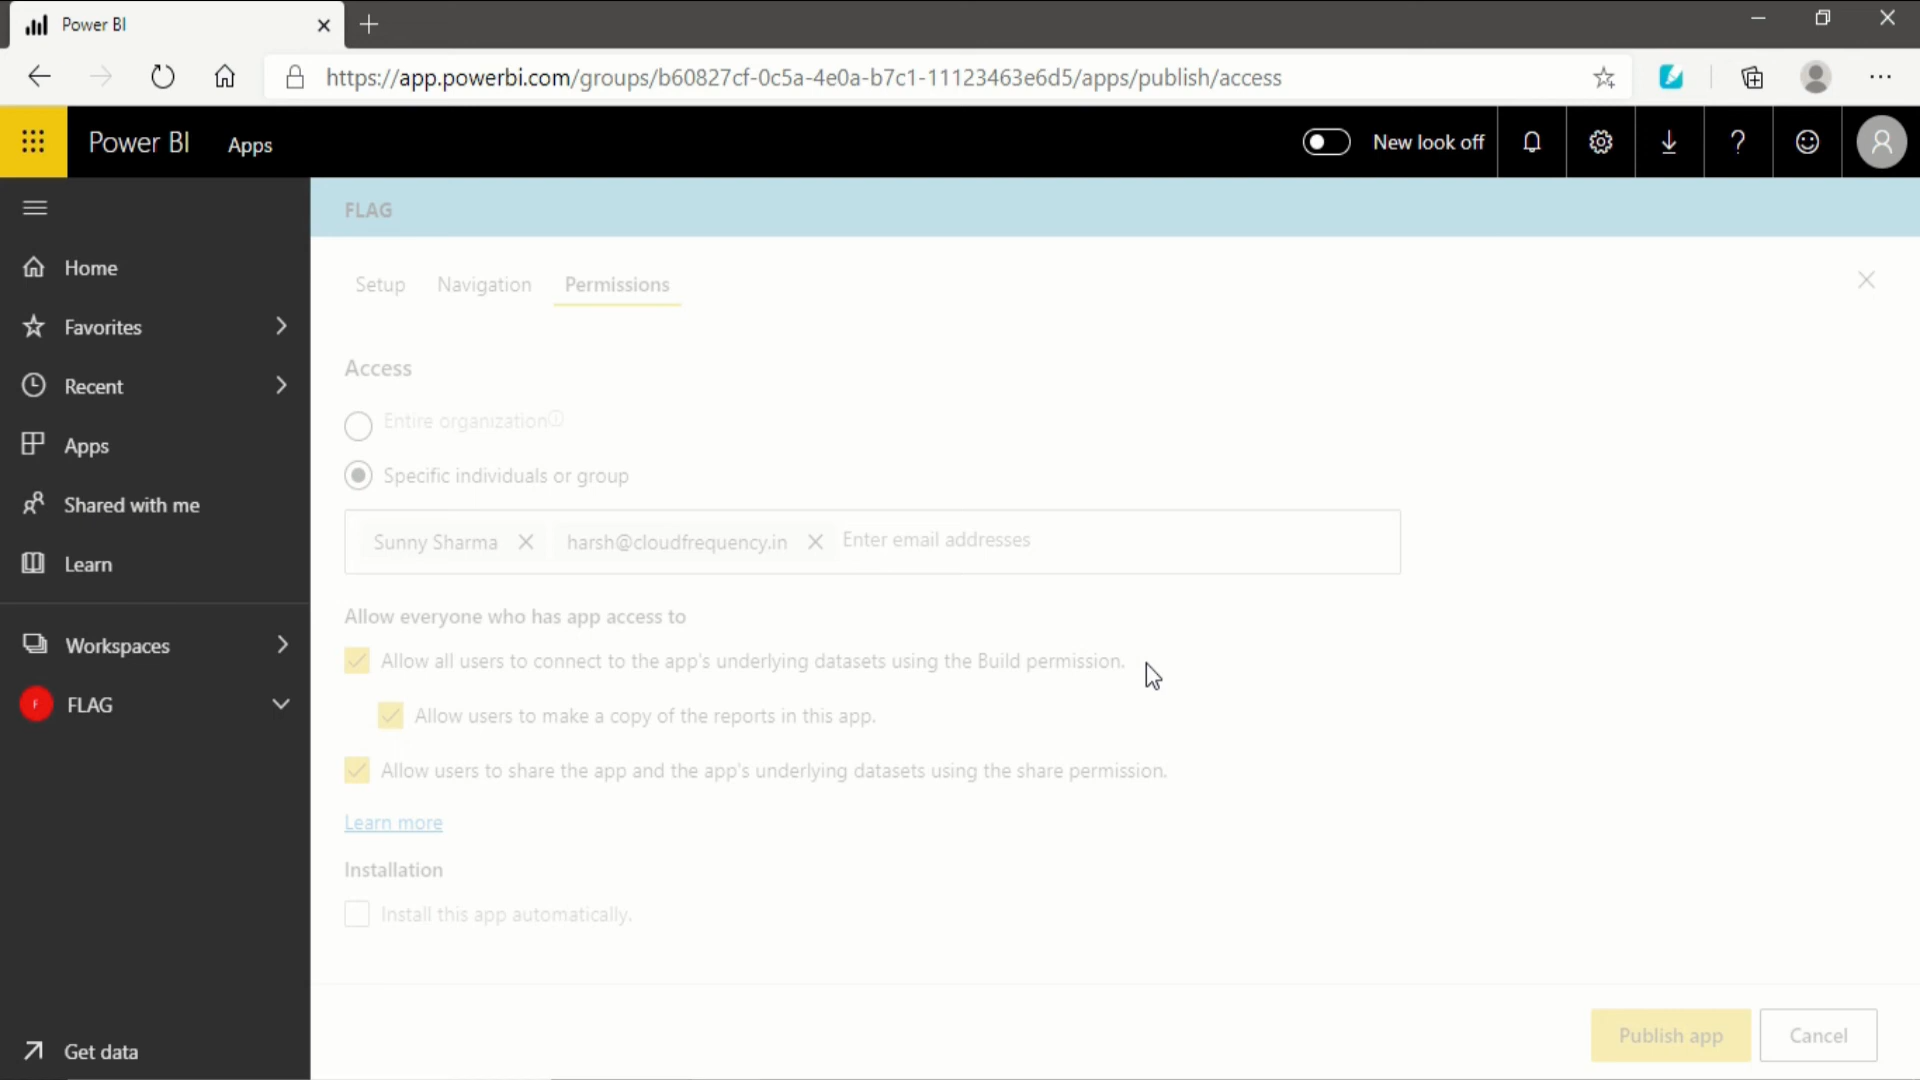 Power BI
https://app.powerbi.com/groups/b60827cf-0c5a-4e0a-b7c1-11123463e6d5/apps/publish/access
Power BI Apps New look off
FLAG
Setup Navigation Permissions
Home
Favorites
Recent
Apps
Shared with me
Learn
Workspaces
F FLAG
Get data
Access
Entire organization
Specific individuals or group
Sunny Sharma harsh@cloudfrequency.in Enter email addresses
Allow everyone who has app access to
Allow all users to connect to the app's underlying datasets using the Build permission.
Allow users to make a copy of the reports in this app.
Allow users to share the app and the app's underlying datasets using the share permission.
Learn more
Installation
Install this app automatically.
Publish app Cancel